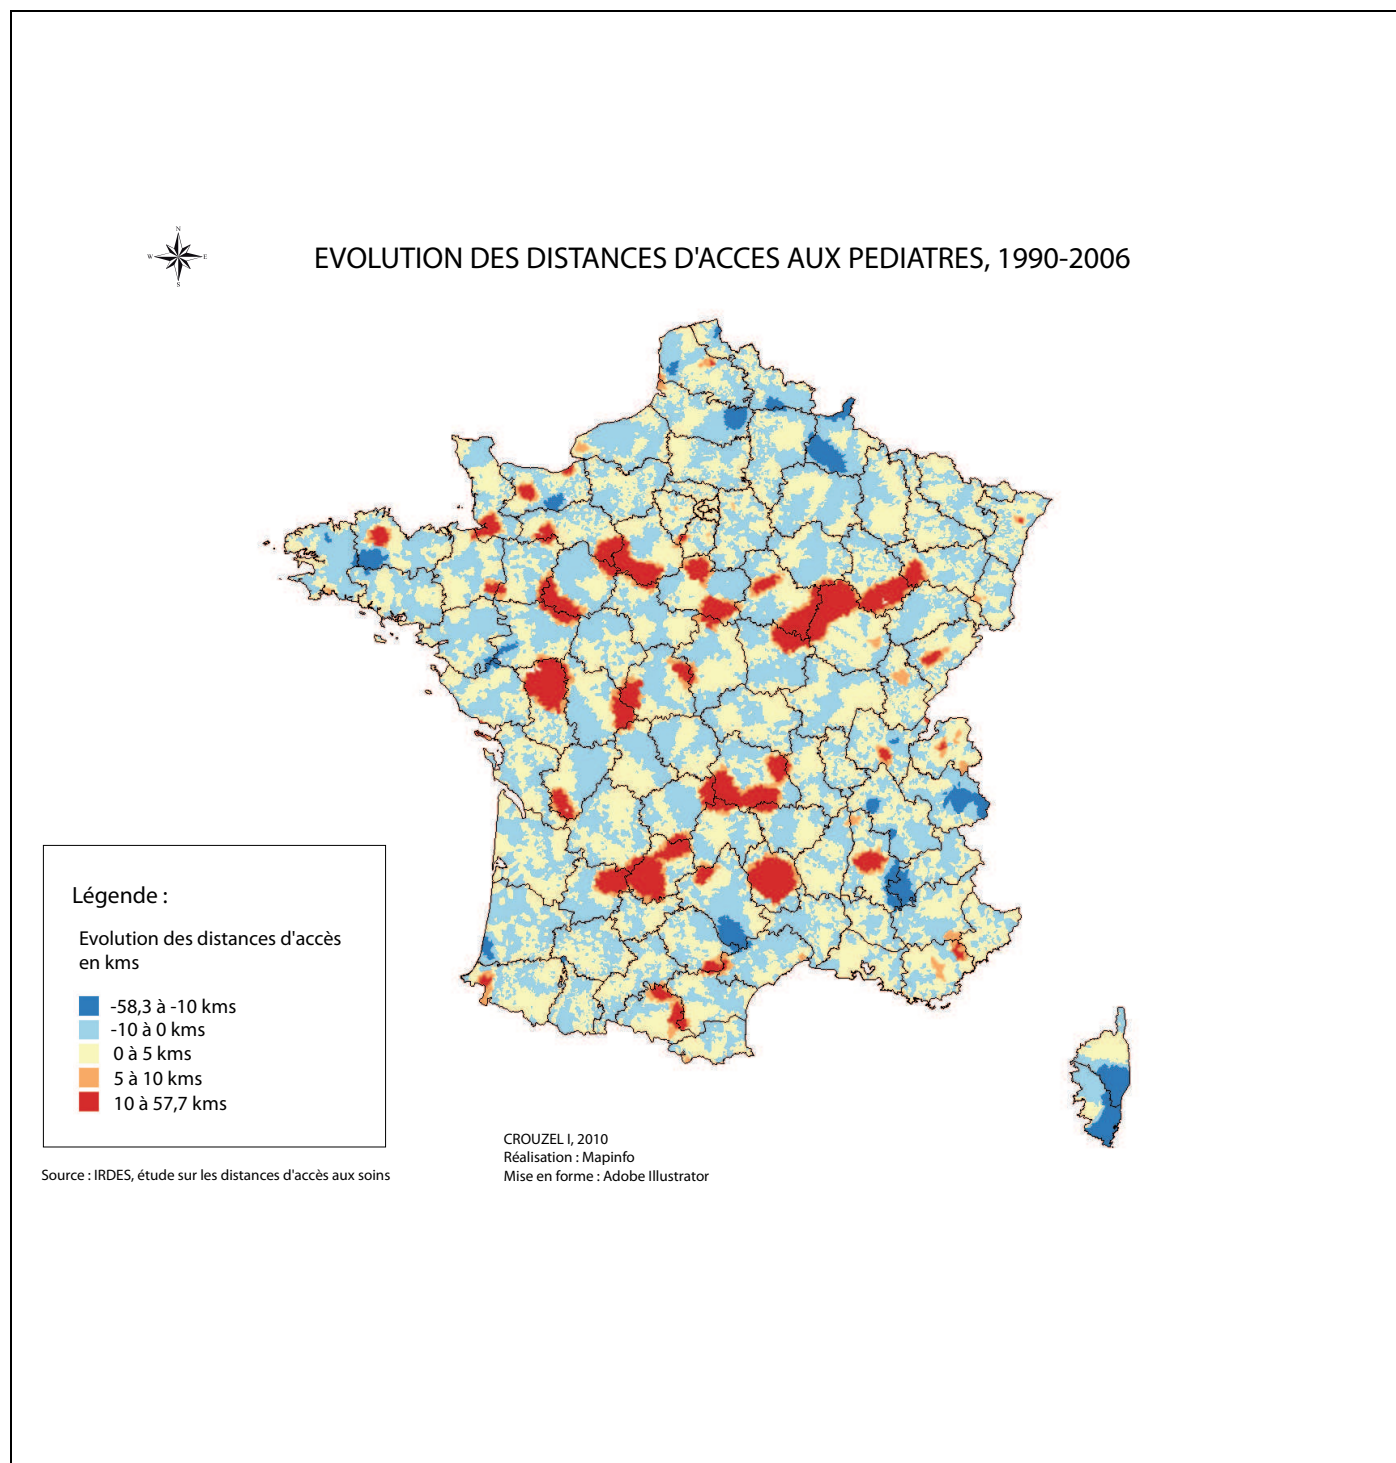 N
W
E
S
EVOLUTION DES DISTANCES D'ACCES AUX PEDIATRES, 1990-2006
Légende :
Evolution des distances d'accès
en kms
-58,3 à -10 kms
-10 à 0 kms
0 à 5 kms
5 à 10 kms
10 à 57,7 kms
CROUZEL I, 2010
Réalisation : Mapinfo
Mise en forme : Adobe Illustrator
Source : IRDES, étude sur les distances d'accès aux soins